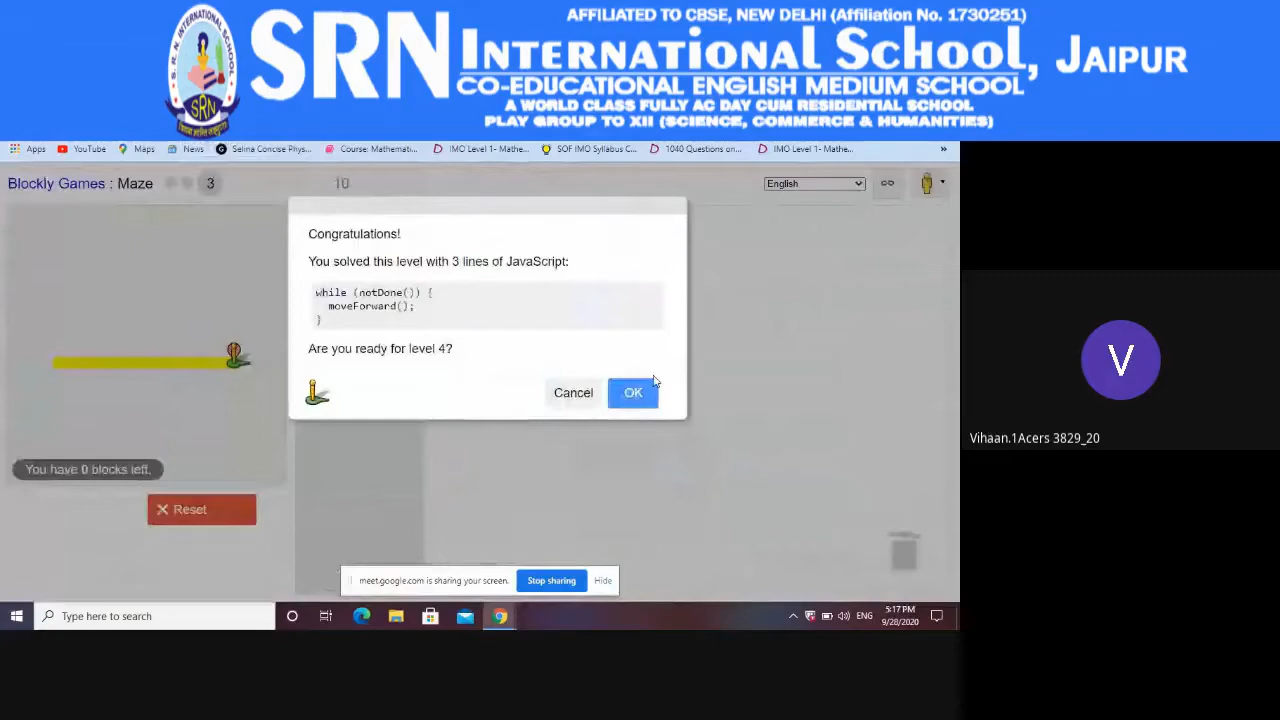 AFFILIATED TO CBSE, NEW DELHI (Affiliation No. 1730251)
SRN INTERNATIONAL SCHOOL, JAIPUR
CO-EDUCATIONAL ENGLISH MEDIUM SCHOOL
A WORLD CLASS FULLY AC DAY CUM RESIDENTIAL SCHOOL
PLAY GROUP TO XII (SCIENCE, COMMERCE & HUMANITIES)
S. R. N. INTERNATIONAL SCHOOL
SRN
Apps YouTube Maps News Selina Concise Phys... Course: Mathemati... IMO Level 1- Mathe... SOF IMO Syllabus C... 1040 Questions on... IMO Level 1- Mathe... »
Blockly Games : Maze 3 10 English
Congratulations!
You solved this level with 3 lines of JavaScript:
while (notDone()) {
moveForward();
}
Are you ready for level 4?
Cancel OK
V
Vihaan.1Acers 3829_20
You have 0 blocks left.
Reset
meet.google.com is sharing your screen. Stop sharing Hide
Type here to search
ENG
5:17 PM
9/28/2020